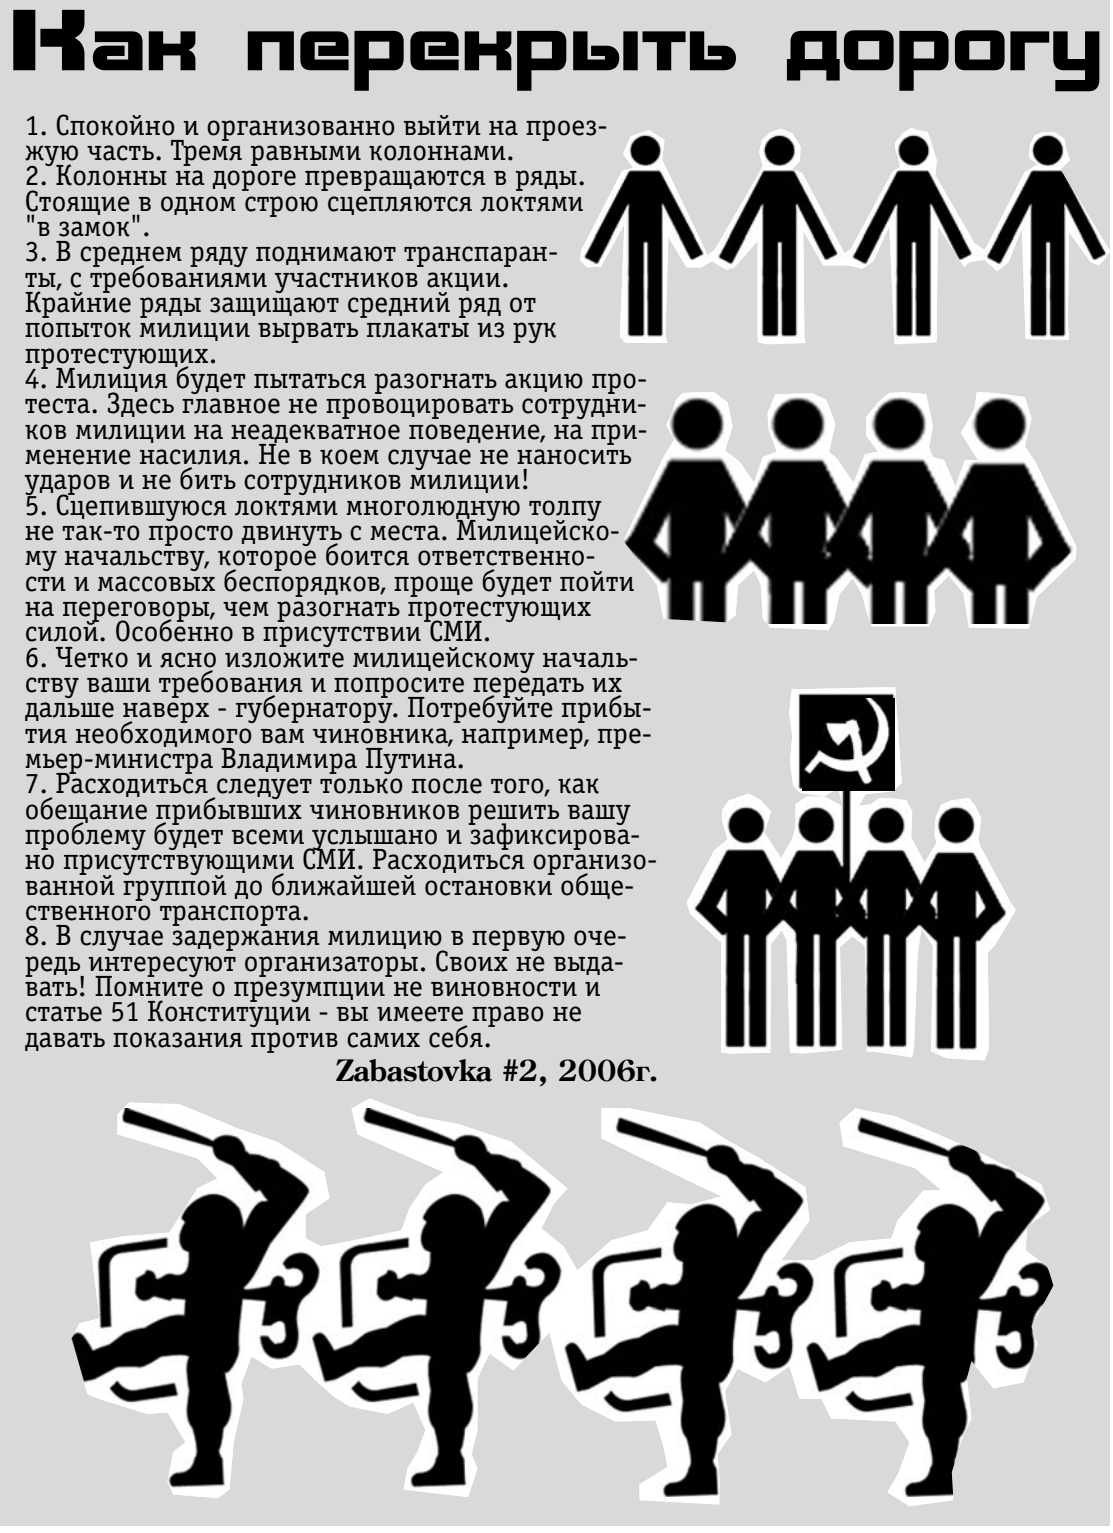 Как перекрыть дорогу
1. Спокойно и организованно выйти на проез-
жую часть. Тремя равными колоннами.
2. Колонны на дороге превращаются в ряды.
Стоящие в одном строю сцепляются локтями
"в замок".
3. В среднем ряду поднимают транспаран-
ты, с требованиями участников акции.
Крайние ряды защищают средний ряд от
попыток милиции вырвать плакаты из рук
протестующих.
4. Милиция будет пытаться разогнать акцию про-
теста. Здесь главное не провоцировать сотрудни-
ков милиции на неадекватное поведение, на при-
менение насилия. Не в коем случае не наносить
ударов и не бить сотрудников милиции!
5. Сцепившуюся локтями многолюдную толпу
не так-то просто двинуть с места. Милицейско-
му начальству, которое боится ответственно-
сти и массовых беспорядков, проще будет пойти
на переговоры, чем разогнать протестующих
силой. Особенно в присутствии СМИ.
6. Четко и ясно изложите милицейскому началь-
ству ваши требования и попросите передать их
дальше наверх - губернатору. Потребуйте прибы-
тия необходимого вам чиновника, например, пре-
мьер-министра Владимира Путина.
7. Расходиться следует только после того, как
обещание прибывших чиновников решить вашу
проблему будет всеми услышано и зафиксирова-
но присутствующими СМИ. Расходиться организо-
ванной группой до ближайшей остановки обще-
ственного транспорта.
8. В случае задержания милицию в первую оче-
редь интересуют организаторы. Своих не выда-
вать! Помните о презумпции не виновности и
статье 51 Конституции - вы имеете право не
давать показания против самих себя.
Zabastovka #2, 2006г.